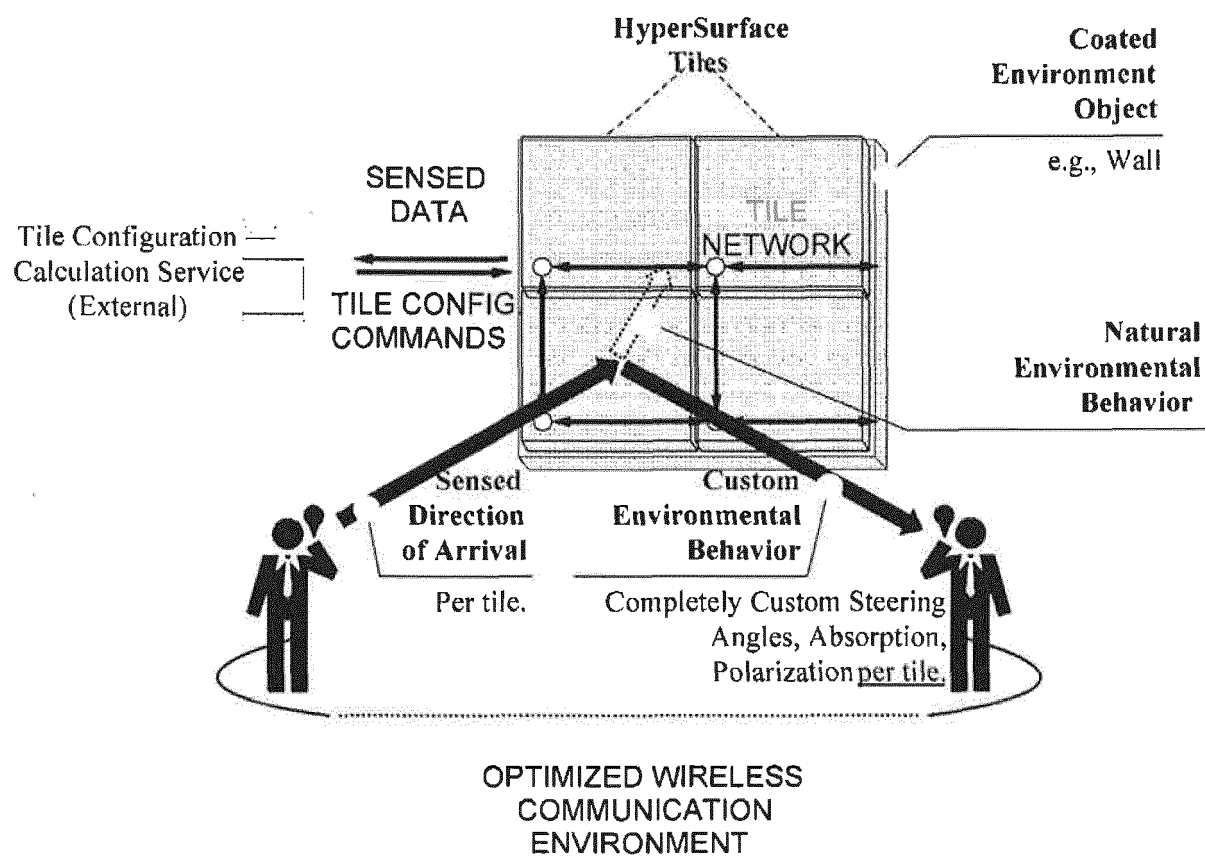 HyperSurface
Tiles
Coated
Environment
Object
e.g., Wall
SENSED
DATA
TILE
NETWORK
Tile Configuration
Calculation Service
(External)
TILE CONFIG.
COMMANDS
Natural
Environmental
Behavior
Sensed
Direction
of Arrival
Per tile.
Custom
Environmental
Behavior
Completely Custom Steering
Angles, Absorption,
Polarization per tile.
OPTIMIZED WIRELESS
COMMUNICATION
ENVIRONMENT